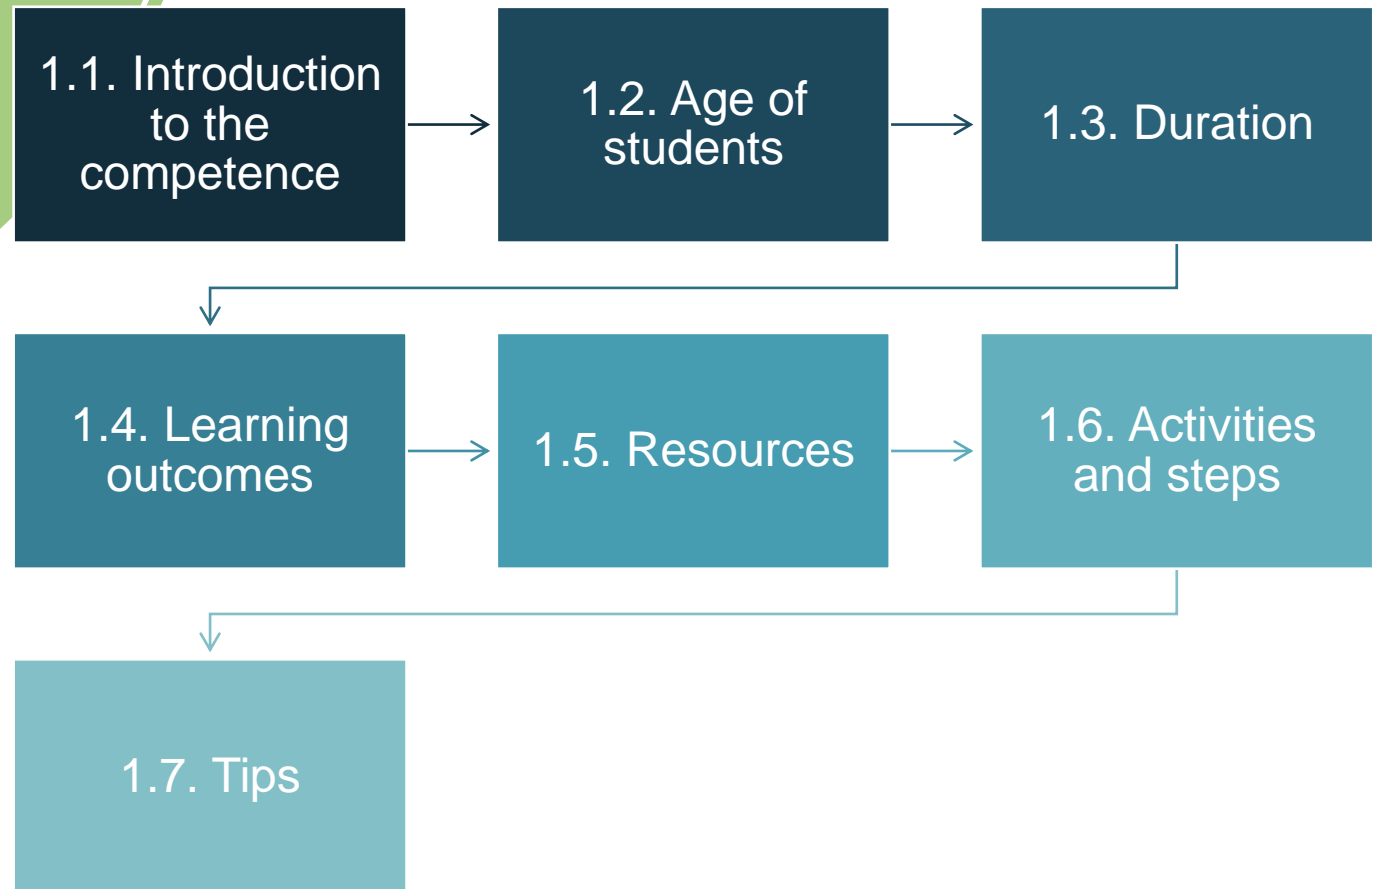 1.1. Introduction
to the
competence
1.2. Age of
students
1.3. Duration
1.4. Learning
outcomes
1.5. Resources
1.6. Activities
and steps
1.7. Tips